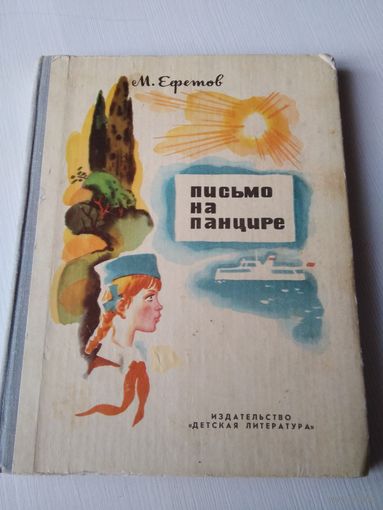 М. Ефетов
ПИСЬМО
НА
ПАНЦИРЕ
ИЗДАТЕЛЬСТВО
«ДЕТСКАЯ ЛИТЕРАТУРА»